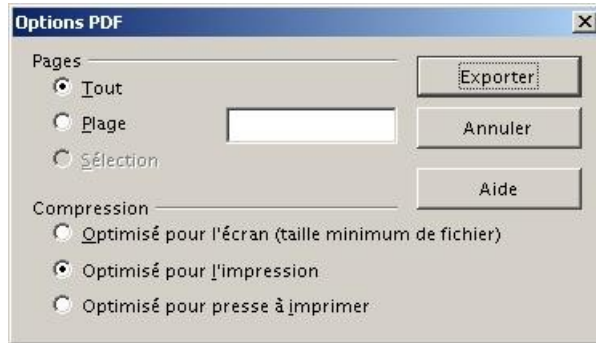 Options PDF
Pages
Tout
Exporter
Plage
Annuler
Sélection
Aide
Compression
Optimisé pour l'écran (taille minimum de fichier)
Optimisé pour l'impression
Optimisé pour presse à imprimer